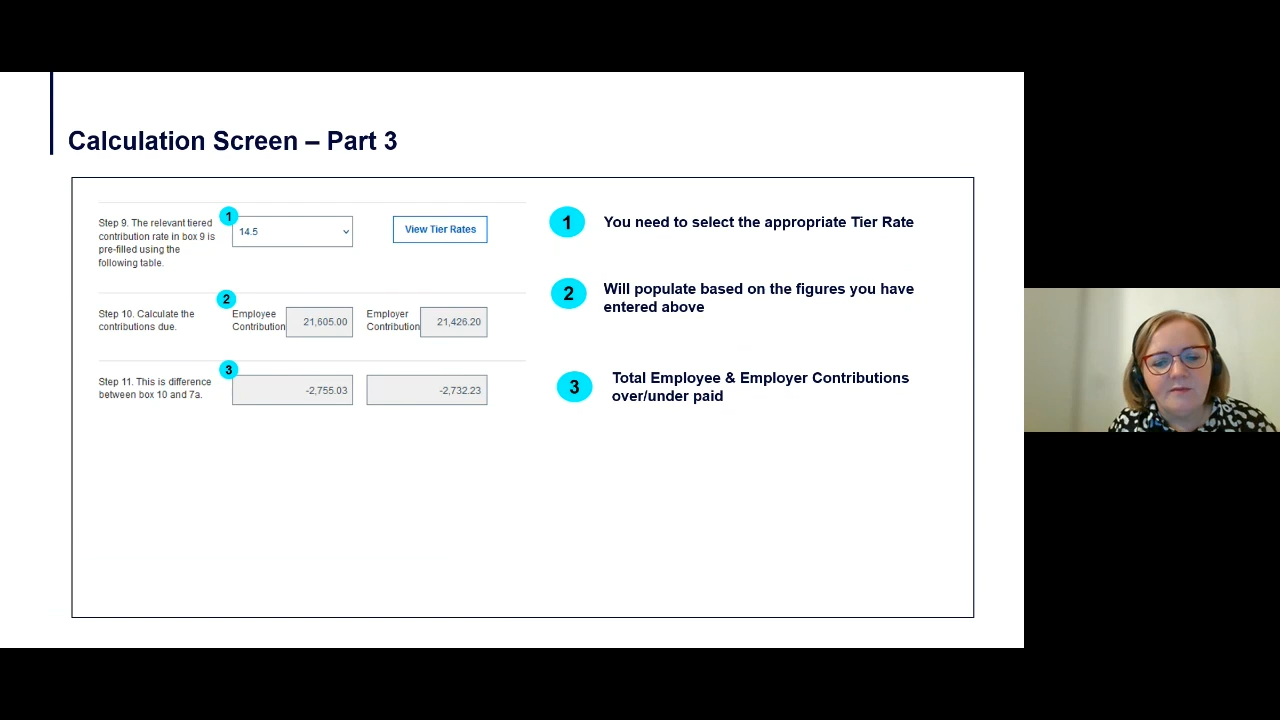 Calculation Screen – Part 3
Step 9. The relevant tiered
contribution rate in box 9 is
pre-filled using the
following table.
1
14.5
View Tier Rates
1
You need to select the appropriate Tier Rate
Step 10. Calculate the
contributions due.
2
Employee
Contribution
21,605.00
Employer
Contribution
21,426.20
2
Will populate based on the figures you have
entered above
Step 11. This is difference
between box 10 and 7a.
3
-2,755.03
-2,732.23
3
Total Employee & Employer Contributions
over/under paid